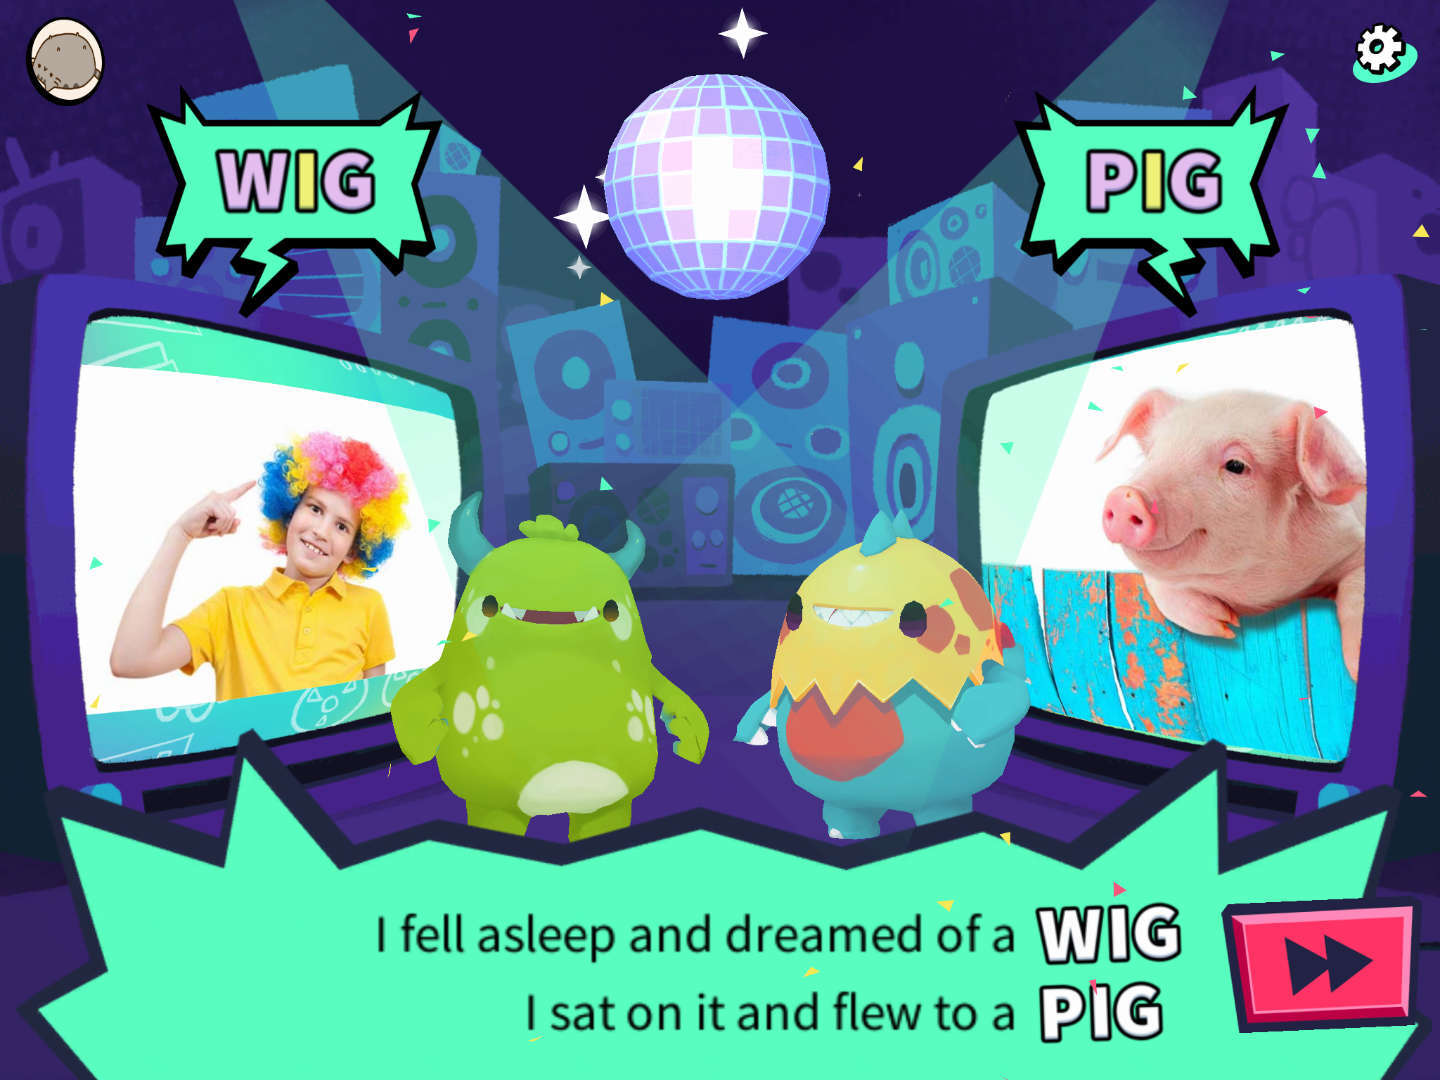 WIG
PIG
I fell asleep and dreamed of a WIG
I sat on it and flew to a PIG